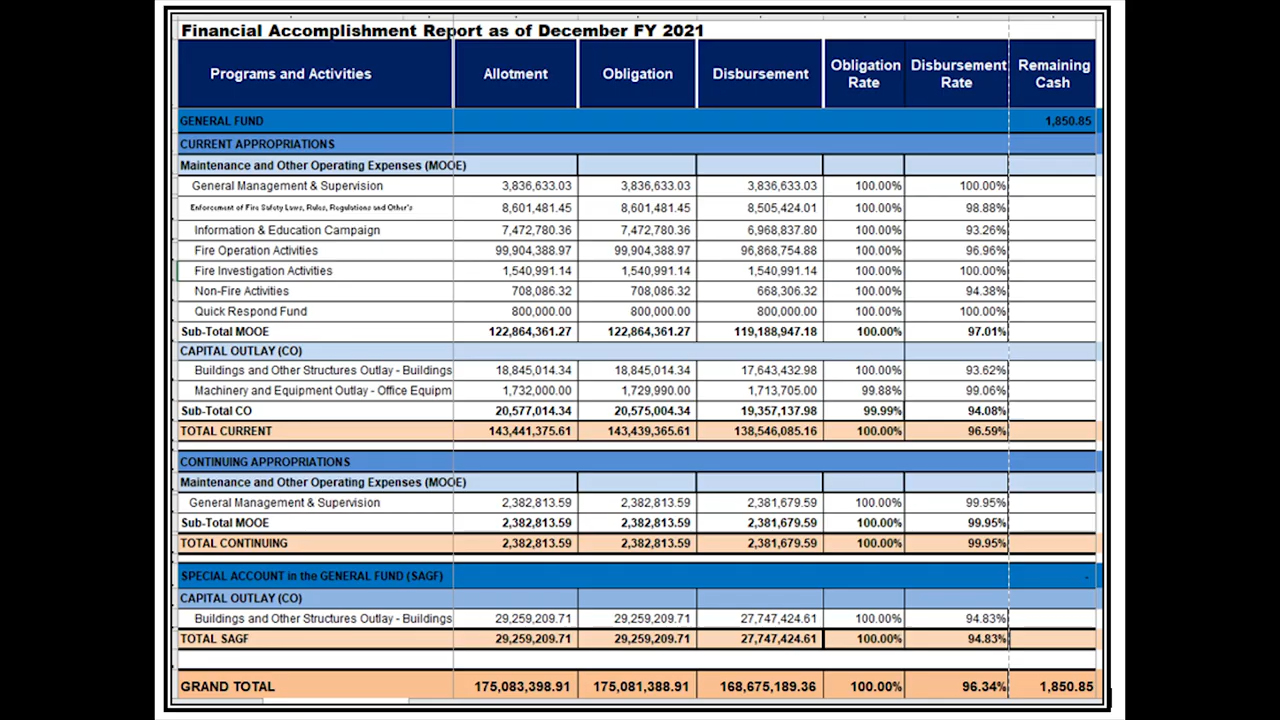 Financial Accomplishment Report as of December FY 2021
Programs and Activities Allotment Obligation Disbursement Obligation Rate Disbursement Rate Remaining Cash
GENERAL FUND 1,850.85
CURRENT APPROPRIATIONS
Maintenance and Other Operating Expenses (MOOE)
General Management & Supervision 3,836,633.03 3,836,633.03 3,836,633.03 100.00% 100.00%
Enforcement of Fire Safety Laws, Rules, Regulations and Other's 8,601,481.45 8,601,481.45 8,505,424.01 100.00% 98.88%
Information & Education Campaign 7,472,780.36 7,472,780.36 6,968,837.80 100.00% 93.26%
Fire Operation Activities 99,904,388.97 99,904,388.97 96,868,754.88 100.00% 96.96%
Fire Investigation Activities 1,540,991.14 1,540,991.14 1,540,991.14 100.00% 100.00%
Non-Fire Activities 708,086.32 708,086.32 668,306.32 100.00% 94.38%
Quick Respond Fund 800,000.00 800,000.00 800,000.00 100.00% 100.00%
Sub-Total MOOE 122,864,361.27 122,864,361.27 119,188,947.18 100.00% 97.01%
CAPITAL OUTLAY (CO)
Buildings and Other Structures Outlay - Buildings 18,845,014.34 18,845,014.34 17,643,432.98 100.00% 93.62%
Machinery and Equipment Outlay - Office Equipm 1,732,000.00 1,729,990.00 1,713,705.00 99.88% 99.06%
Sub-Total CO 20,577,014.34 20,575,004.34 19,357,137.98 99.99% 94.08%
TOTAL CURRENT 143,441,375.61 143,439,365.61 138,546,085.16 100.00% 96.59%
CONTINUING APPROPRIATIONS
Maintenance and Other Operating Expenses (MOOE)
General Management & Supervision 2,382,813.59 2,382,813.59 2,381,679.59 100.00% 99.95%
Sub-Total MOOE 2,382,813.59 2,382,813.59 2,381,679.59 100.00% 99.95%
TOTAL CONTINUING 2,382,813.59 2,382,813.59 2,381,679.59 100.00% 99.95%
SPECIAL ACCOUNT in the GENERAL FUND (SAGF) -
CAPITAL OUTLAY (CO)
Buildings and Other Structures Outlay - Buildings 29,259,209.71 29,259,209.71 27,747,424.61 100.00% 94.83%
TOTAL SAGF 29,259,209.71 29,259,209.71 27,747,424.61 100.00% 94.83%
GRAND TOTAL 175,083,398.91 175,081,388.91 168,675,189.36 100.00% 96.34% 1,850.85